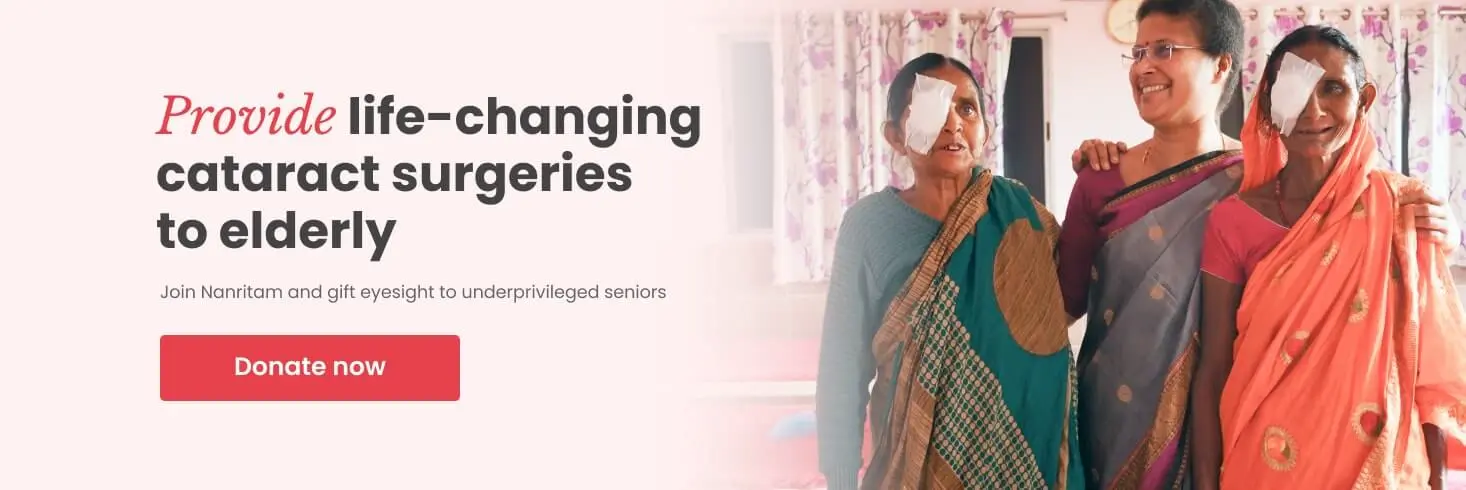 Provide life-changing
cataract surgeries
to elderly
Join Nanritam and gift eyesight to underprivileged seniors
Donate now